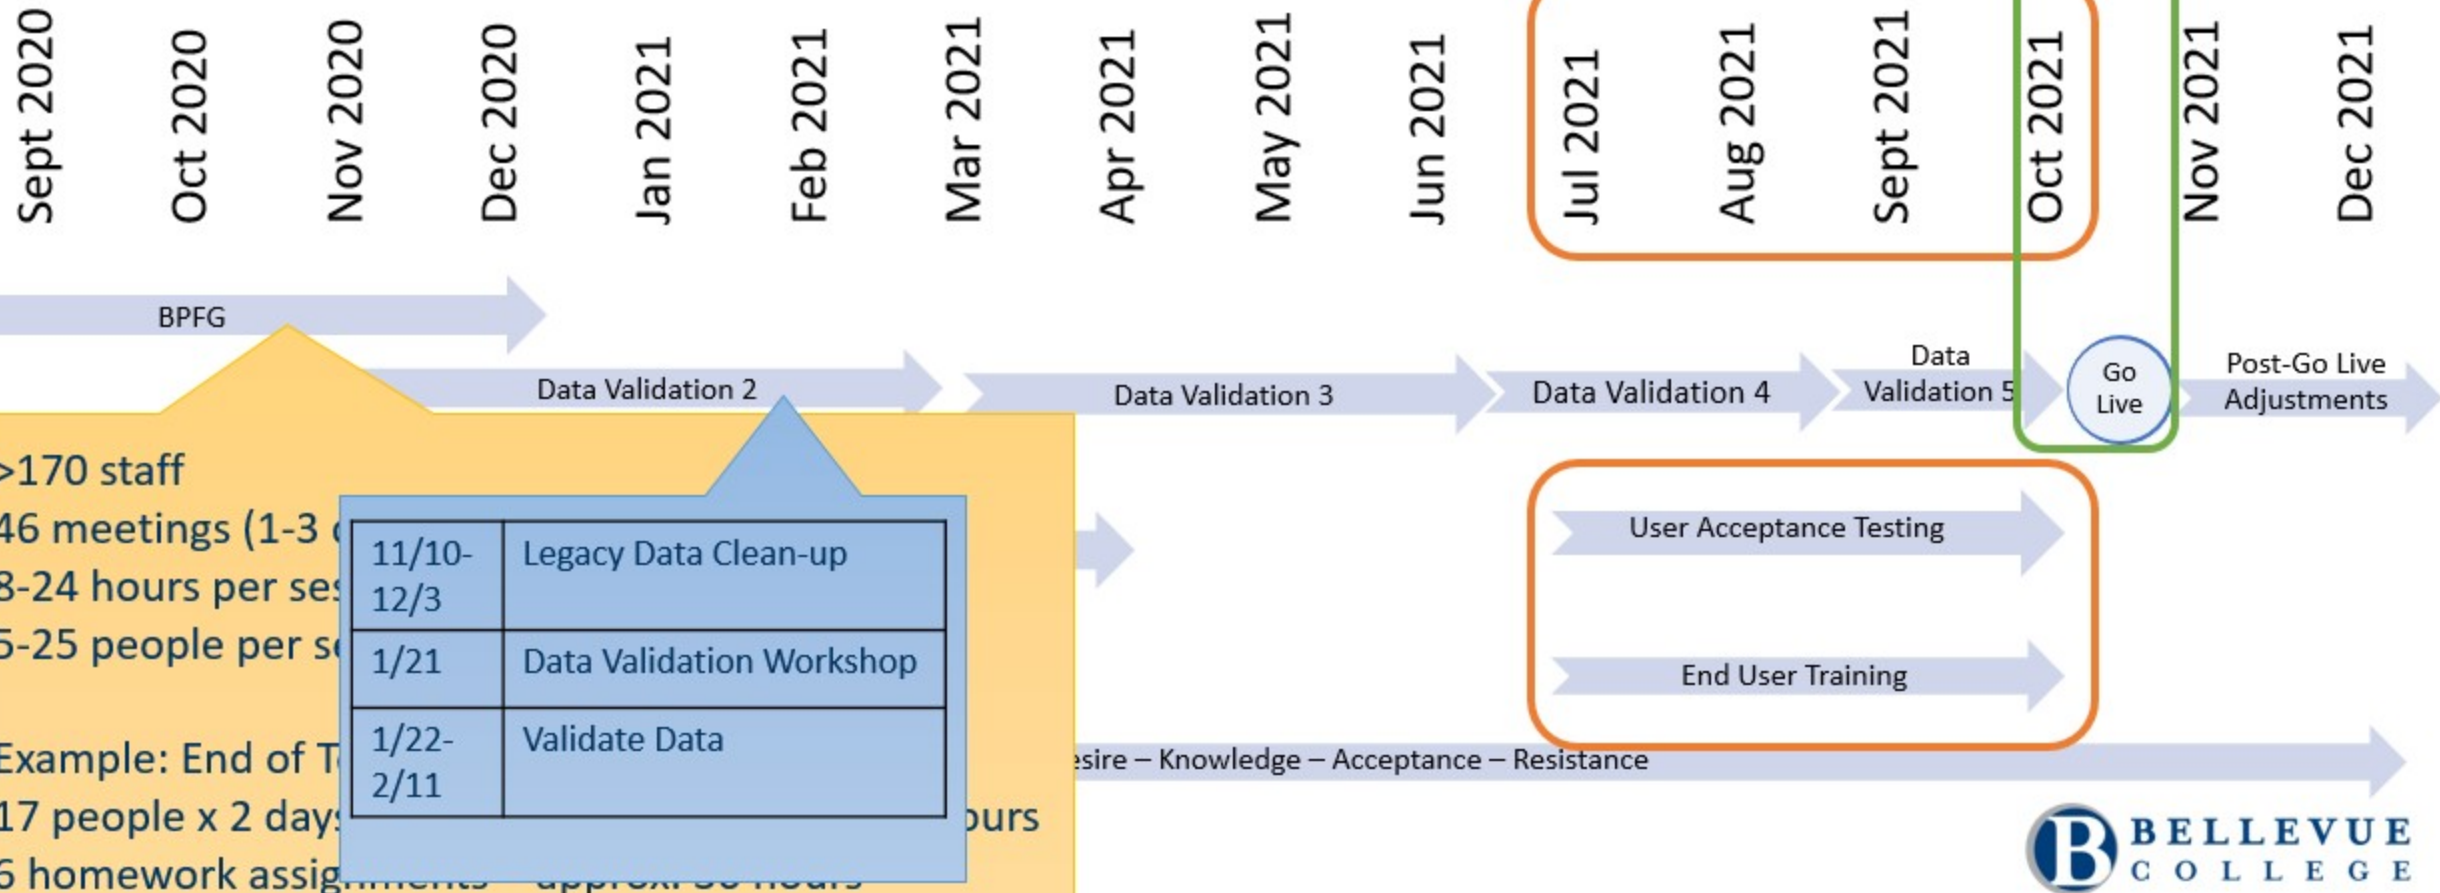 Sept 2020
Oct 2020
Nov 2020
Dec 2020
Jan 2021
Feb 2021
Mar 2021
Apr 2021
May 2021
Jun 2021
Jul 2021
Aug 2021
Sept 2021
Oct 2021
Nov 2021
Dec 2021
BPFG
Data Validation 2
Data Validation 3
Data Validation 4
Data
Validation 5
Go
Live
Post-Go Live
Adjustments
>170 staff
46 meetings (1-3
8-24 hours per
5-25 people per
Example: End of
17 people x 2 days
6 homework assignments approx. 30 hours
11/10-
12/3
Legacy Data Clean-up
1/21
Data Validation Workshop
1/22-
2/11
Validate Data
User Acceptance Testing
End User Training
– Knowledge – Acceptance – Resistance
B BELLEVUE
COLLEGE